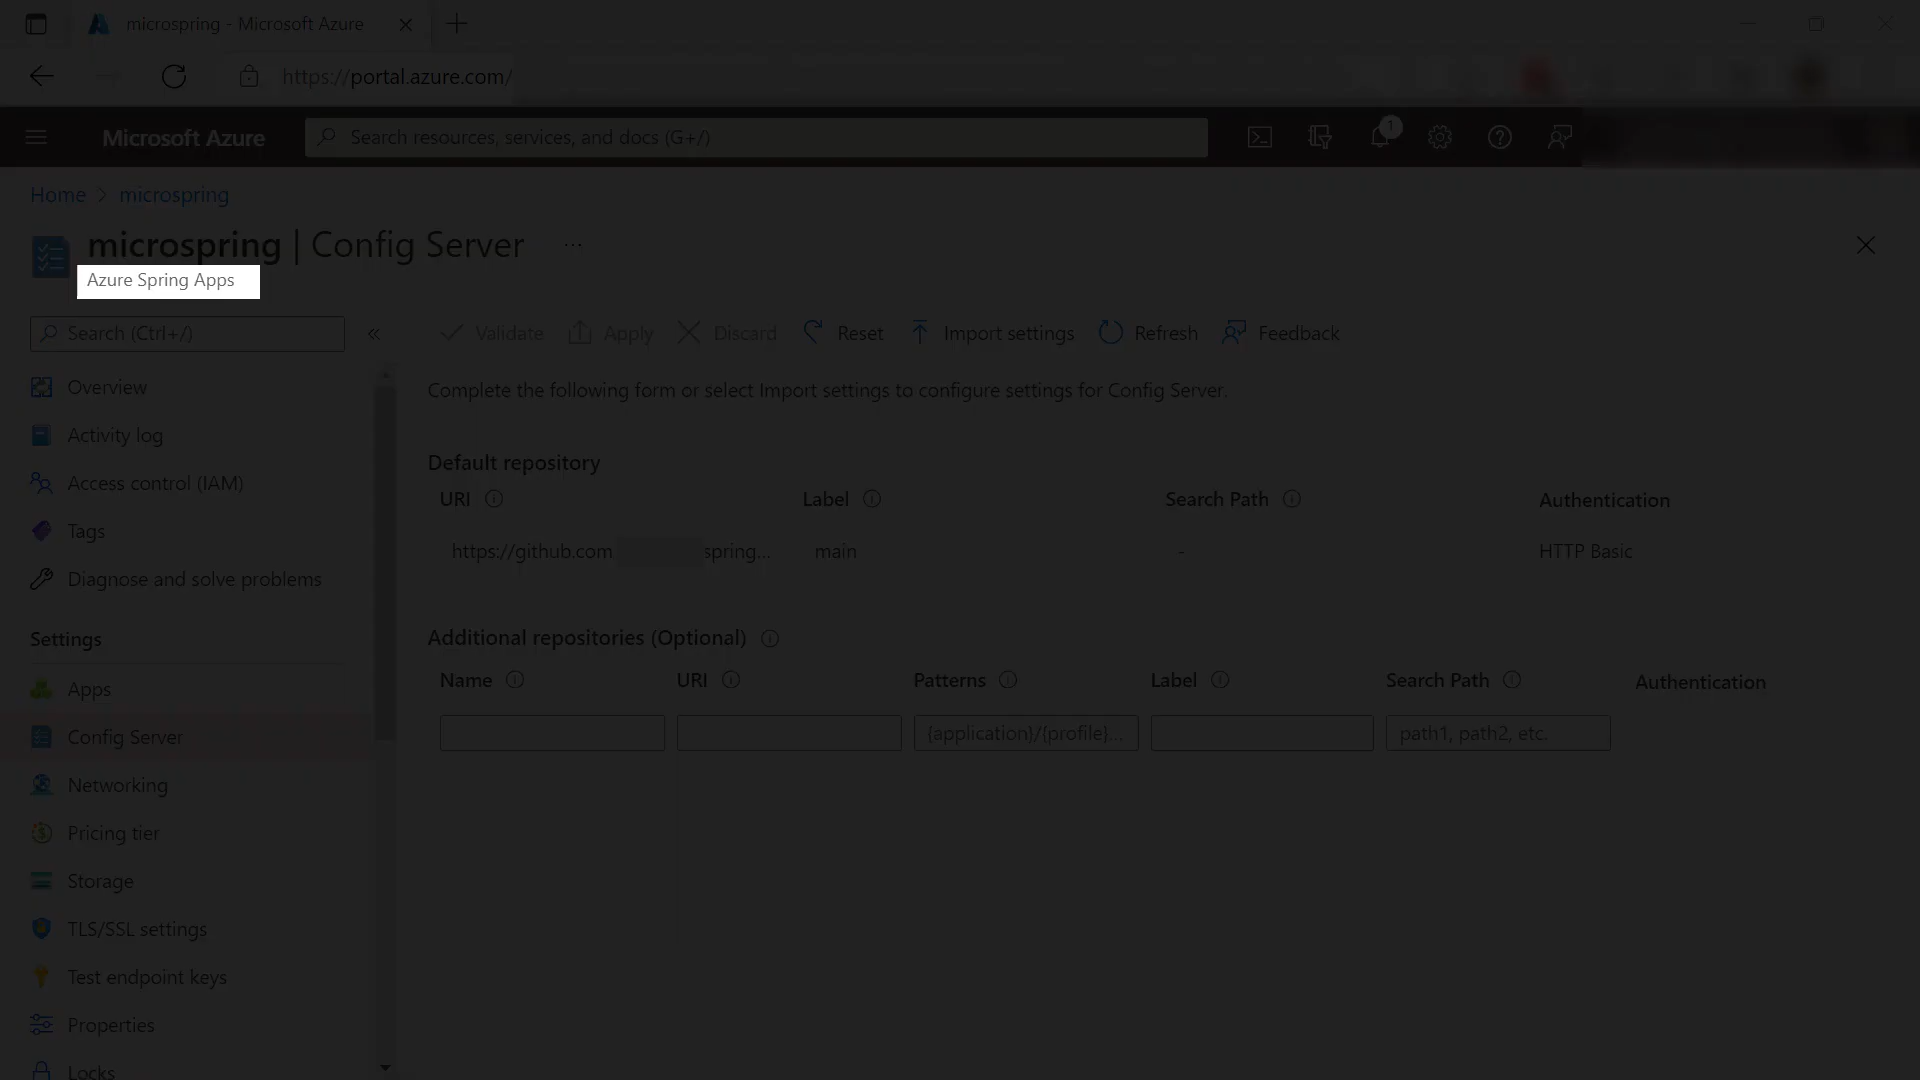 microspring - Microsoft Azure
https://portal.azure.com/
Microsoft Azure
Search resources, services, and docs (G+/)
1
Home > microspring
microspring | Config Server ...
Azure Spring Apps
Search (Ctrl+/)
«
Validate Apply Discard Reset Import settings Refresh Feedback
Overview
Activity log
Access control (IAM)
Tags
Diagnose and solve problems
Settings
Apps
Config Server
Networking
Pricing tier
Storage
TLS/SSL settings
Test endpoint keys
Properties
Locks
Complete the following form or select Import settings to configure settings for Config Server.
Default repository
URI Label Search Path Authentication
https://github.com spring... main - HTTP Basic
Additional repositories (Optional)
Name URI Patterns Label Search Path Authentication
{application}/{profile}... path1, path2, etc.